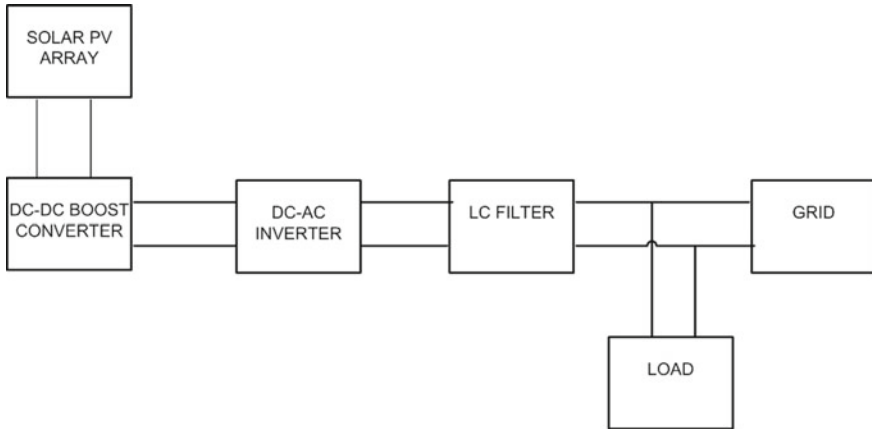 SOLAR PV
ARRAY
DC-DC BOOST
CONVERTER
DC-AC
INVERTER
LC FILTER
GRID
LOAD